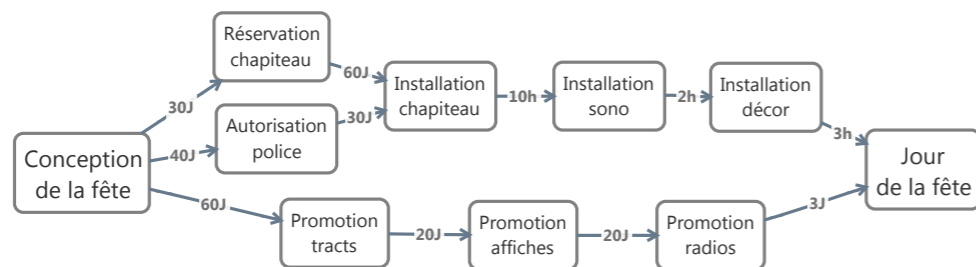 Réservation
chapiteau
60J
Installation
chapiteau
10h
Installation
sono
2h
Installation
décor
30J
Autorisation
police
30J
3h
Conception
de la fête
40J
Jour
de la fête
60J
Promotion
tracts
20J
Promotion
affiches
20J
Promotion
radios
3J